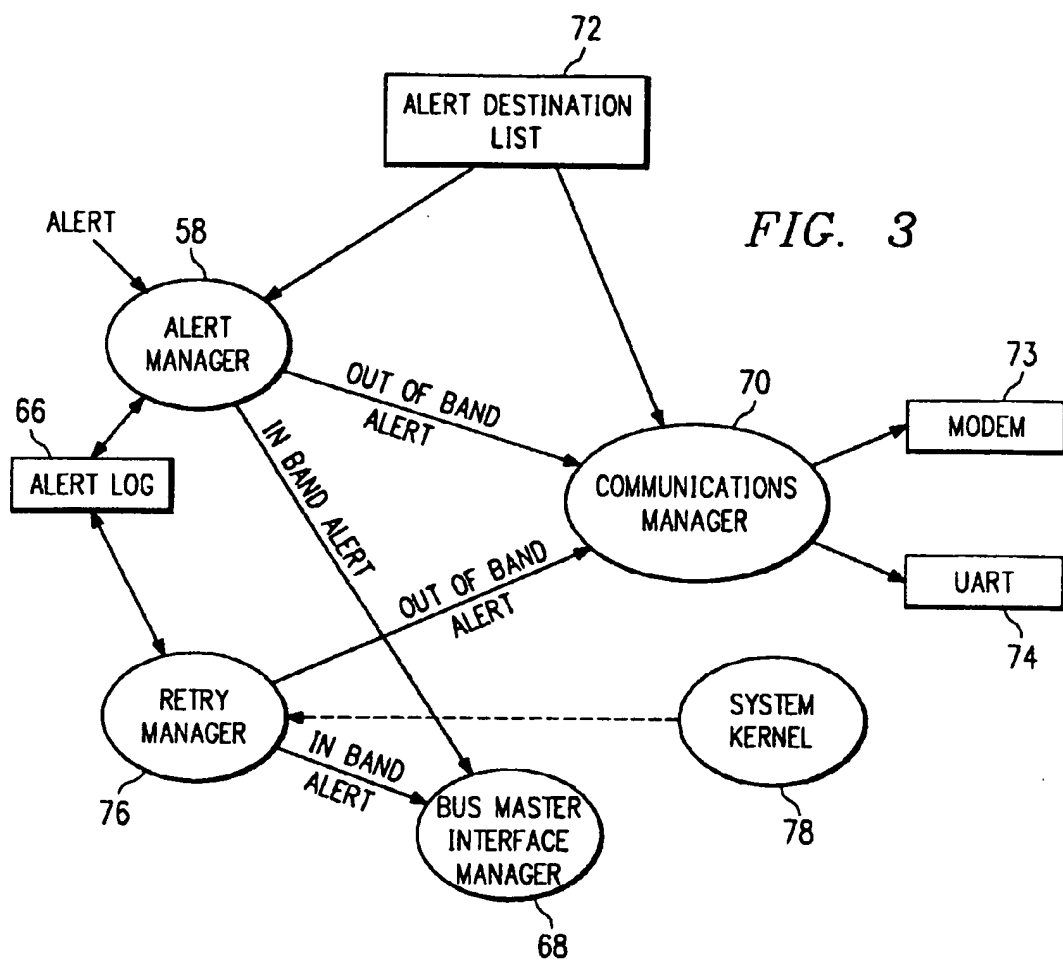 72
ALERT DESTINATION
LIST
FIG. 3
ALERT
58
ALERT
MANAGER
OUT OF BAND
ALERT
70
COMMUNICATIONS
MANAGER
73
MODEM
66
ALERT LOG
IN BAND ALERT
OUT OF BAND
ALERT
UART
74
RETRY
MANAGER
76
IN BAND
ALERT
SYSTEM
KERNEL
78
BUS MASTER
INTERFACE
MANAGER
68